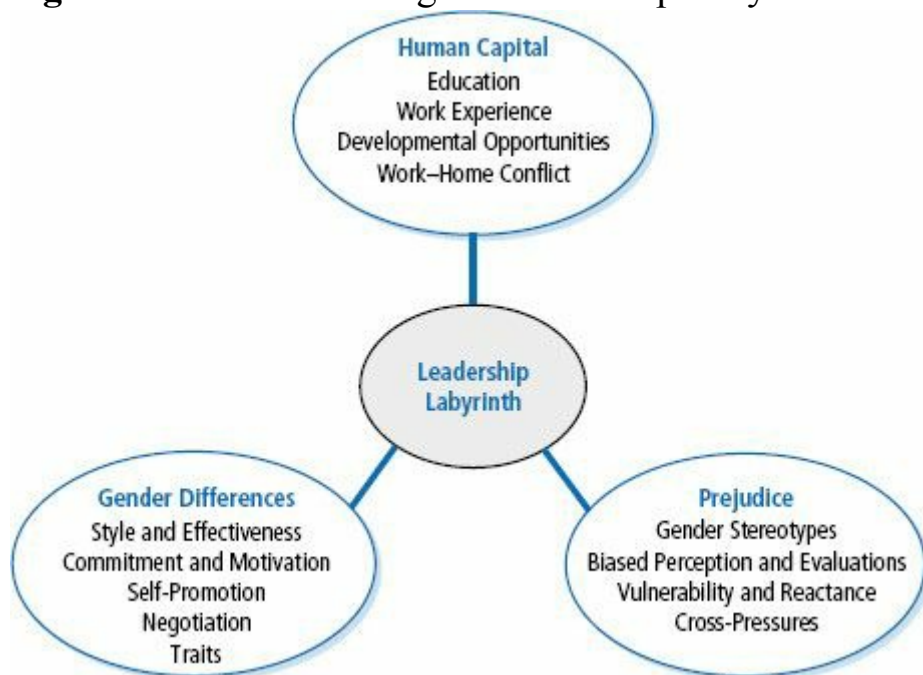 Human Capital
Education
Work Experience
Developmental Opportunities
Work–Home Conflict
Leadership
Labyrinth
Gender Differences
Style and Effectiveness
Commitment and Motivation
Self-Promotion
Negotiation
Traits
Prejudice
Gender Stereotypes
Biased Perception and Evaluations
Vulnerability and Reactance
Cross-Pressures